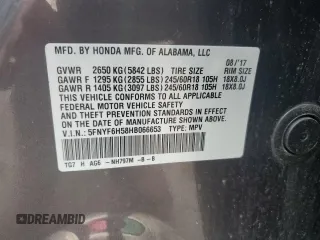 MFD. BY HONDA MFG. OF ALABAMA, LLC 08/'17
GVWR 2650 KG(5842 LBS) TIRE SIZE RIM SIZE
GAWR F 1295 KG (2855 LBS) 245/60R18 105H 18X8.0J
GAWR R 1405 KG(3097 LBS) 245/60R18 105H 18X8.0J
THIS VEHICLE CONFORMS TO ALL APPLICABLE
FEDERAL MOTOR VEHICLE SAFETY STANDARDS IN
EFFECT ON THE DATE OF MANUFACTURE SHOWN ABOVE.
V.I.N.: 5FNYF6H58HB066653 TYPE: MPV
TG7 H AG6 -NH797M -B-B
DREAMBID